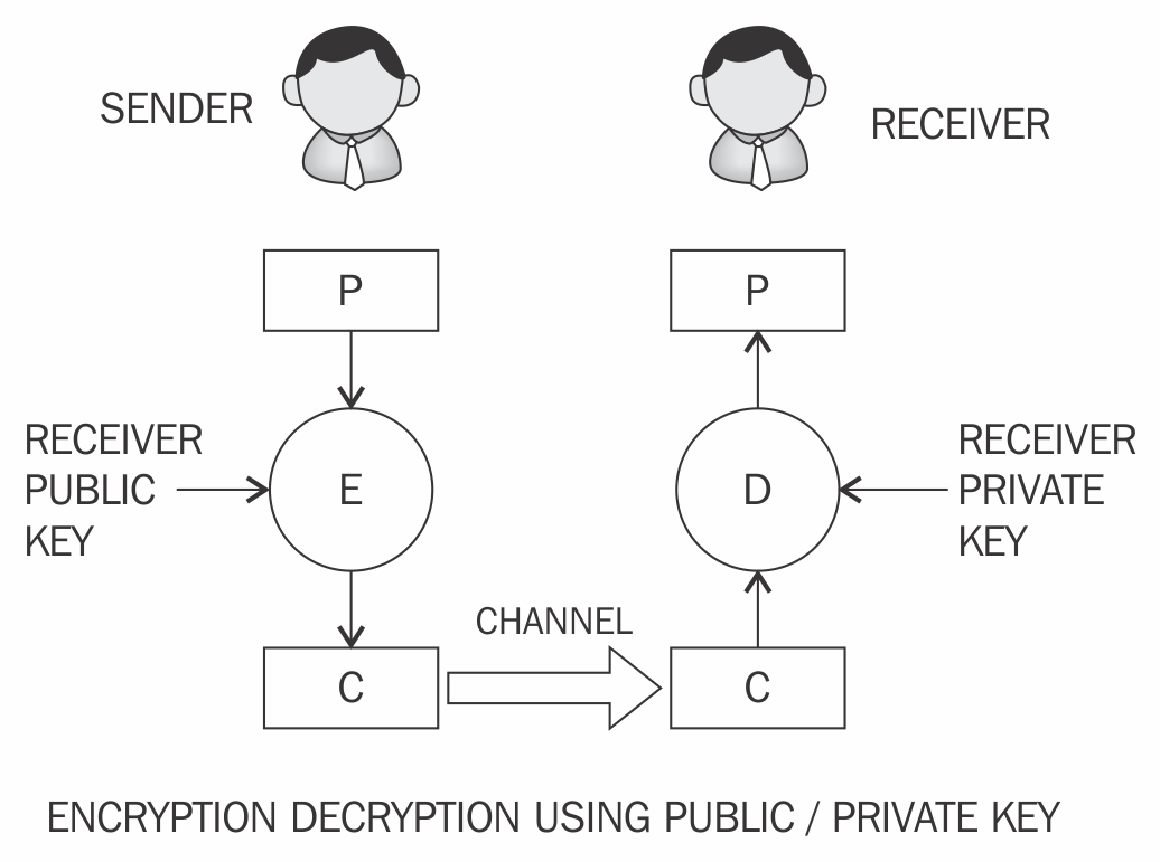 SENDER
RECEIVER
P
P
RECEIVER
PUBLIC
KEY
E
D
RECEIVER
PRIVATE
KEY
CHANNEL
C
C
ENCRYPTION DECRYPTION USING PUBLIC / PRIVATE KEY